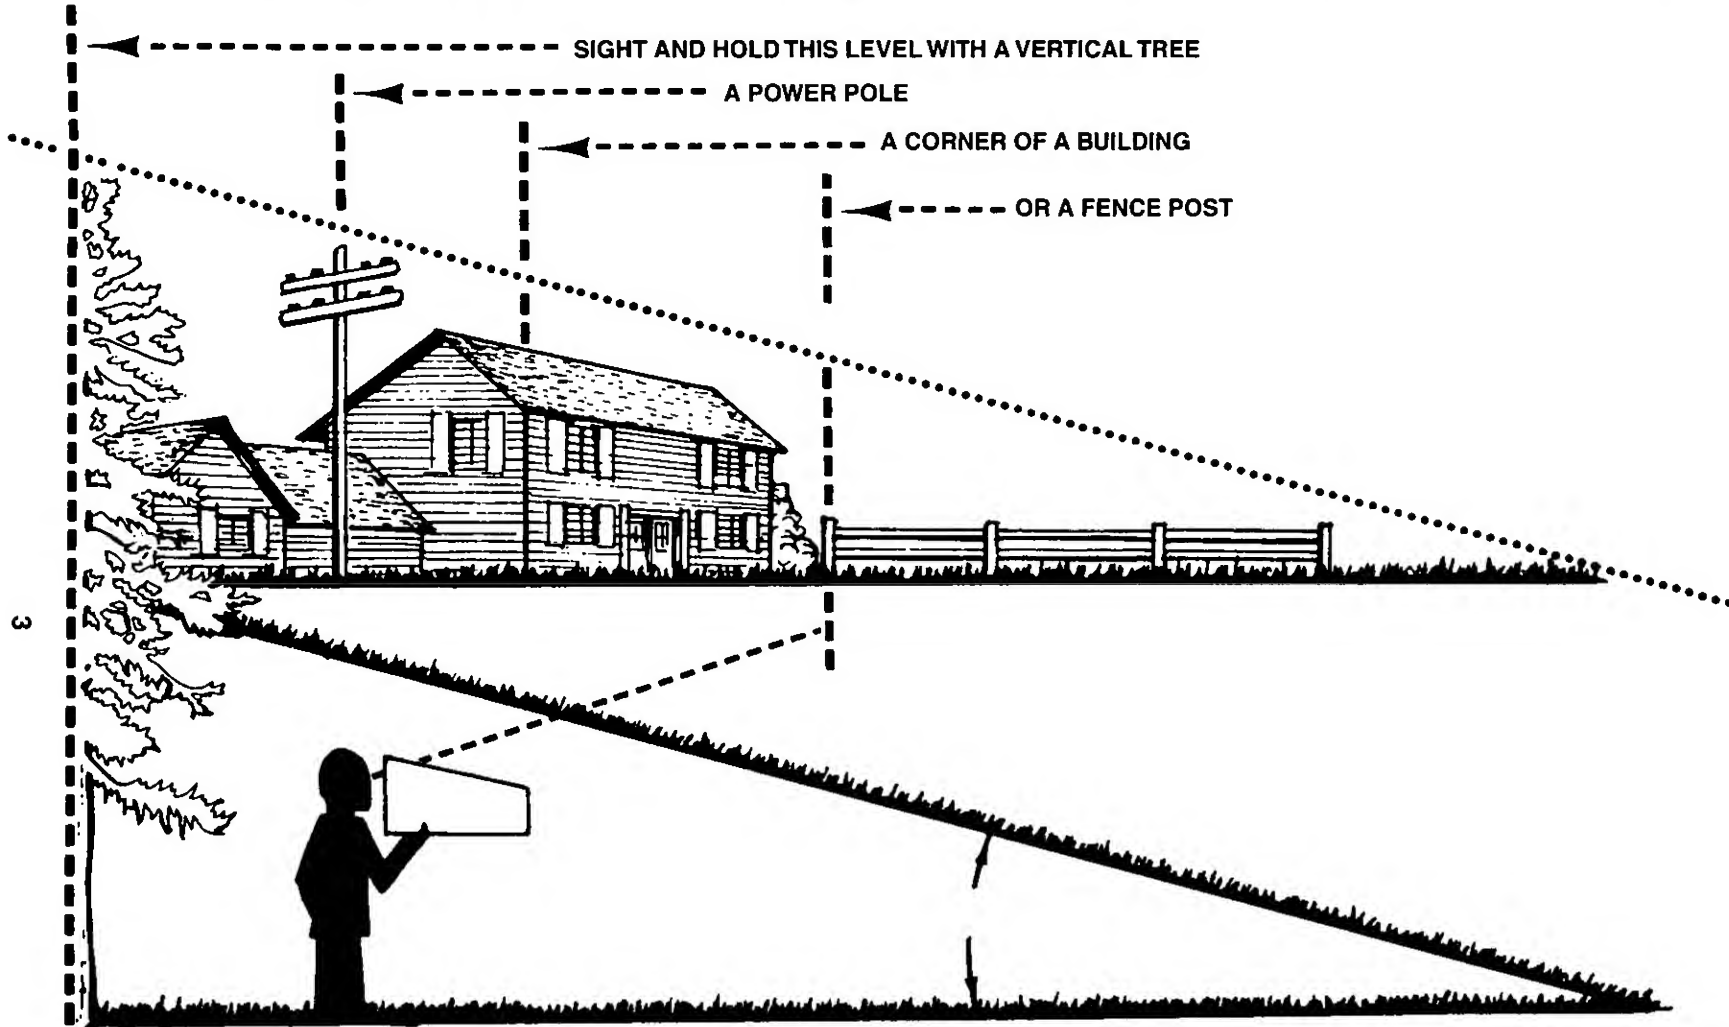 SIGHT AND HOLD THIS LEVEL WITH A VERTICAL TREE
A POWER POLE
A CORNER OF A BUILDING
OR A FENCE POST
3